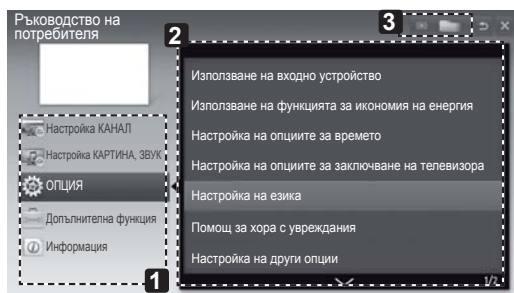 Ръководство на
потребителя
3
2
Използване на входно устройство
Използване на функцията за икономия на енергия
Настройка на опциите за времето
Настройка на опциите за заключване на телевизора
Настройка на езика
Помощ за хора с увреждания
Настройка на други опции
1/2
Настройка КАНАЛ
Настройка КАРТИНА, ЗВУК
ОПЦИЯ
Допълнителна функция
Информация
1